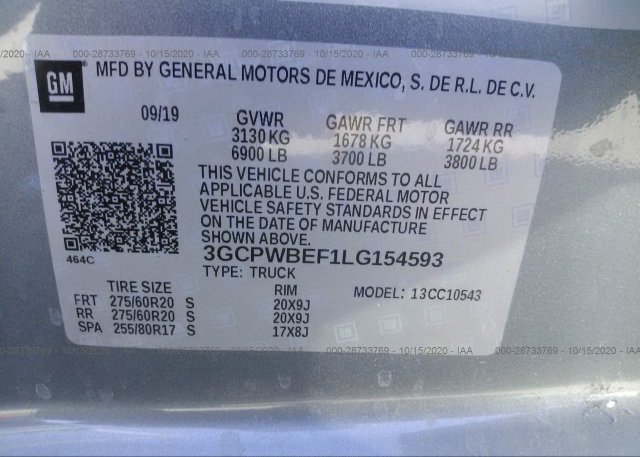 000-28733769 - 10/15/2020 - IAA
GM
MFD BY GENERAL MOTORS DE MEXICO, S. DE R.L. DE C.V.
09/19 GVWR GAWR FRT GAWR RR
3130 KG 1678 KG 1724 KG
6900 LB 3700 LB 3800 LB
THIS VEHICLE CONFORMS TO ALL
APPLICABLE U.S. FEDERAL MOTOR
VEHICLE SAFETY STANDARDS IN EFFECT
ON THE DATE OF MANUFACTURE
SHOWN ABOVE.
464C 3GCPWBEF1LG154593
TYPE: TRUCK
TIRE SIZE RIM MODEL: 13CC10543
FRT 275/60R20 S 20X9J
RR 275/60R20 S 20X9J
SPA 255/80R17 S 17X8J
000-28733769 - 10/15/2020 - IAA